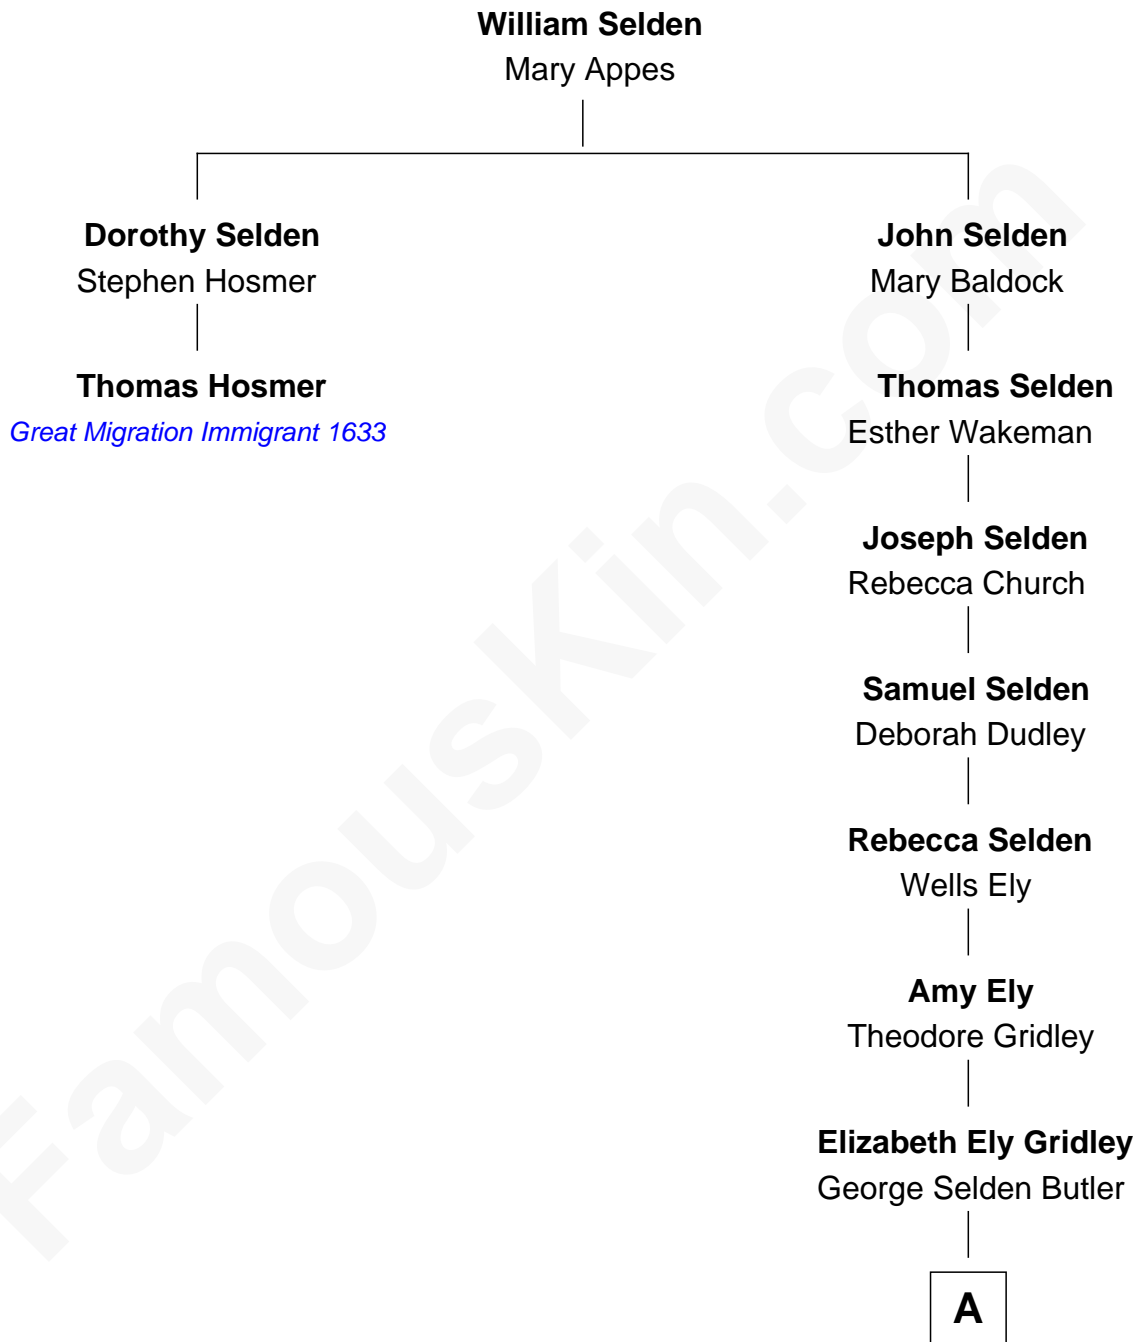 William Selden
Mary Appes
Dorothy Selden
Stephen Hosmer
Thomas Hosmer
Great Migration Immigrant 1633
John Selden
Mary Baldock
Thomas Selden
Esther Wakeman
Joseph Selden
Rebecca Church
Samuel Selden
Deborah Dudley
Rebecca Selden
Wells Ely
Amy Ely
Theodore Gridley
Elizabeth Ely Gridley
George Selden Butler
A
FamousKin.com